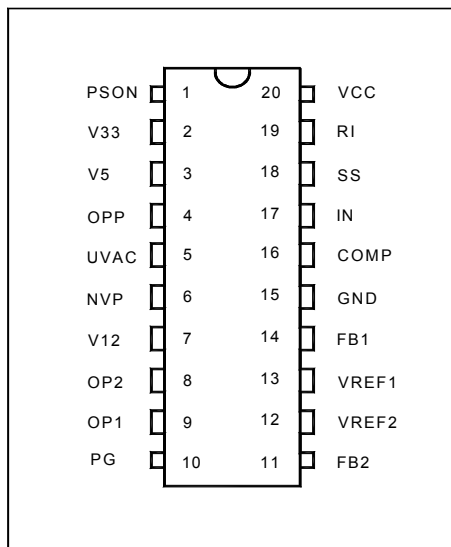 PSON 1 20 VCC
V33 2 19 RI
V5 3 18 SS
OPP 4 17 IN
UVAC 5 16 COMP
NVP 6 15 GND
V12 7 14 FB1
OP2 8 13 VREF1
OP1 9 12 VREF2
PG 10 11 FB2